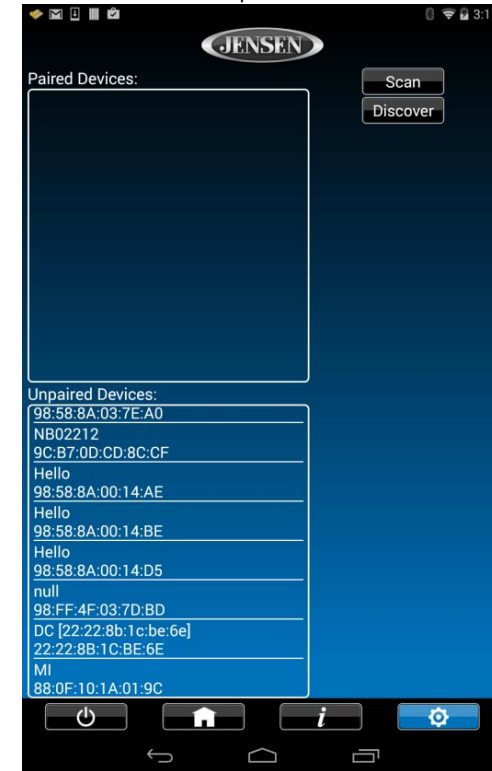 3:1
JENSEN
Paired Devices:
Scan
Discover
Unpaired Devices:
98:58:8A:03:7E:A0
NB02212
9C:B7:0D:CD:8C:CF
Hello
98:58:8A:00:14:AE
Hello
98:58:8A:00:14:BE
Hello
98:58:8A:00:14:D5
null
98:FF:4F:03:7D:BD
DC [22:22:8b:1c:be:6e]
22:22:8B:1C:BE:6E
MI
88:0F:10:1A:01:9C
i